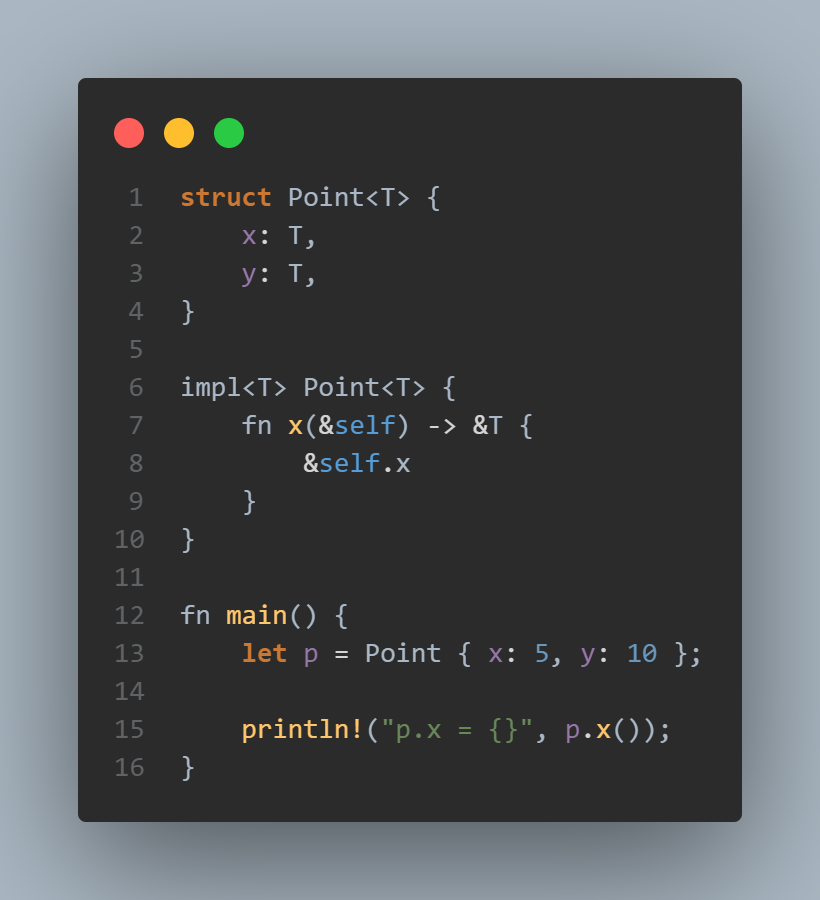 1 struct Point<T> {
2     x: T,
3     y: T,
4 }
5
6 impl<T> Point<T> {
7     fn x(&self) -> &T {
8         &self.x
9     }
10 }
11
12 fn main() {
13     let p = Point { x: 5, y: 10 };
14
15     println!("p.x = {}", p.x());
16 }